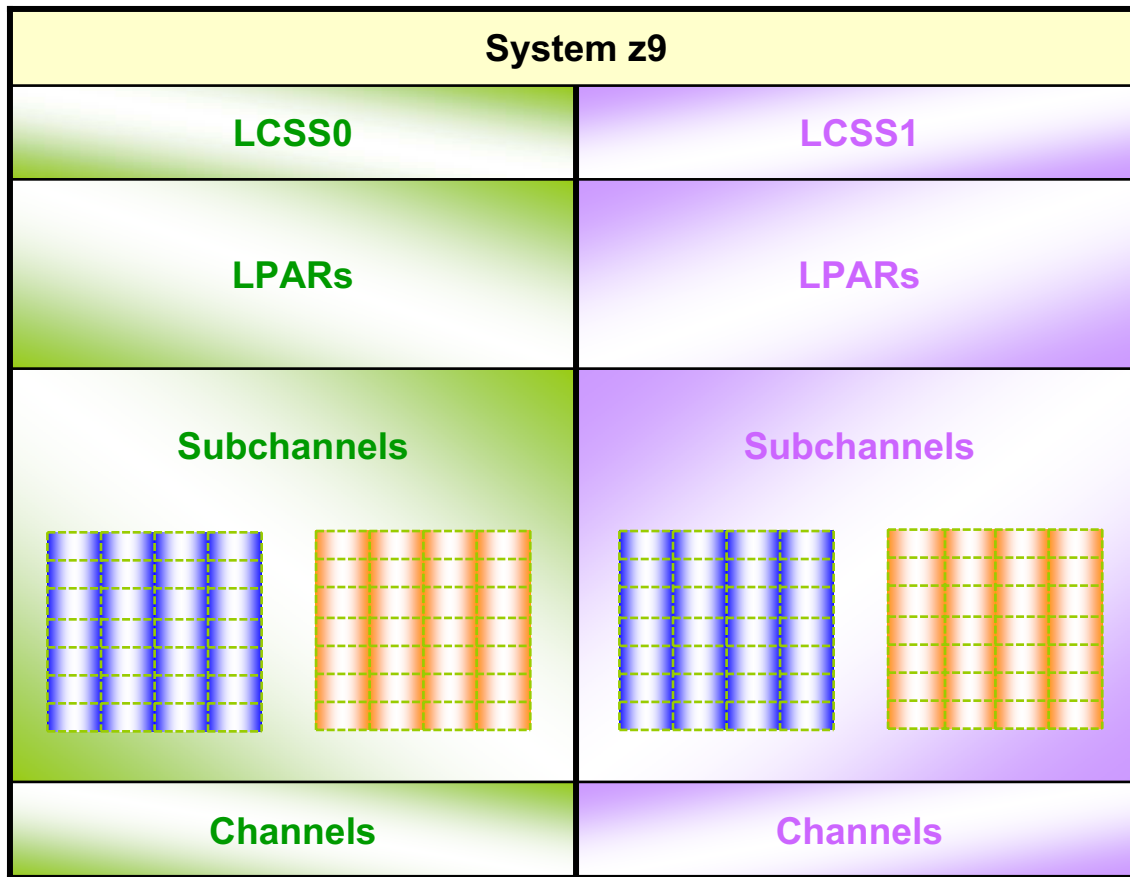 System z9
LCSS0
LCSS1
LPARs
LPARs
Subchannels
Subchannels
Channels
Channels